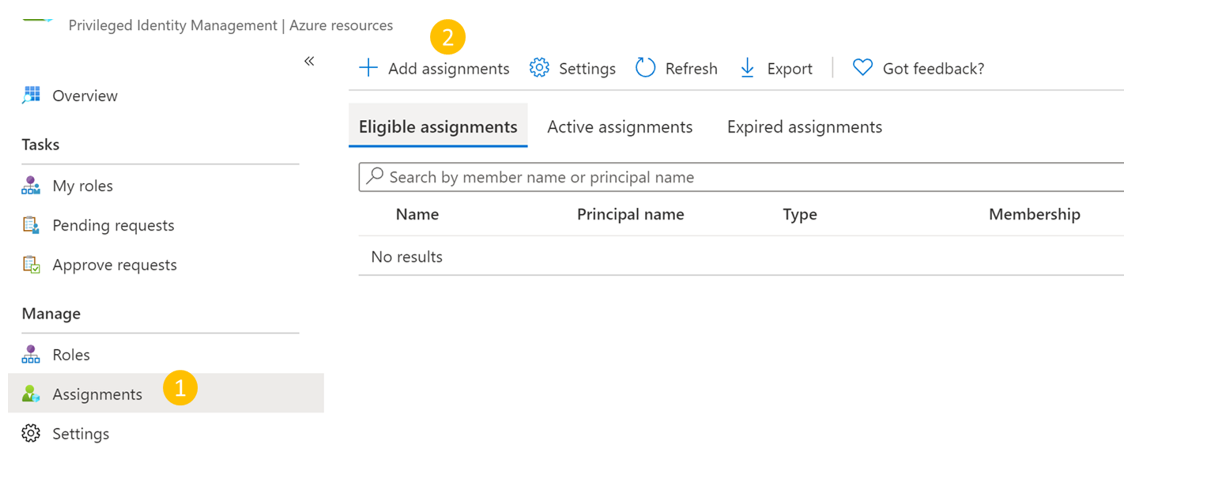 Privileged Identity Management | Azure resources
2
«
Add assignments Settings Refresh Export Got feedback?
Overview
Eligible assignments Active assignments Expired assignments
Tasks
Search by member name or principal name
My roles
Name Principal name Type Membership
Pending requests
No results
Approve requests
Manage
Roles
Assignments 1
Settings